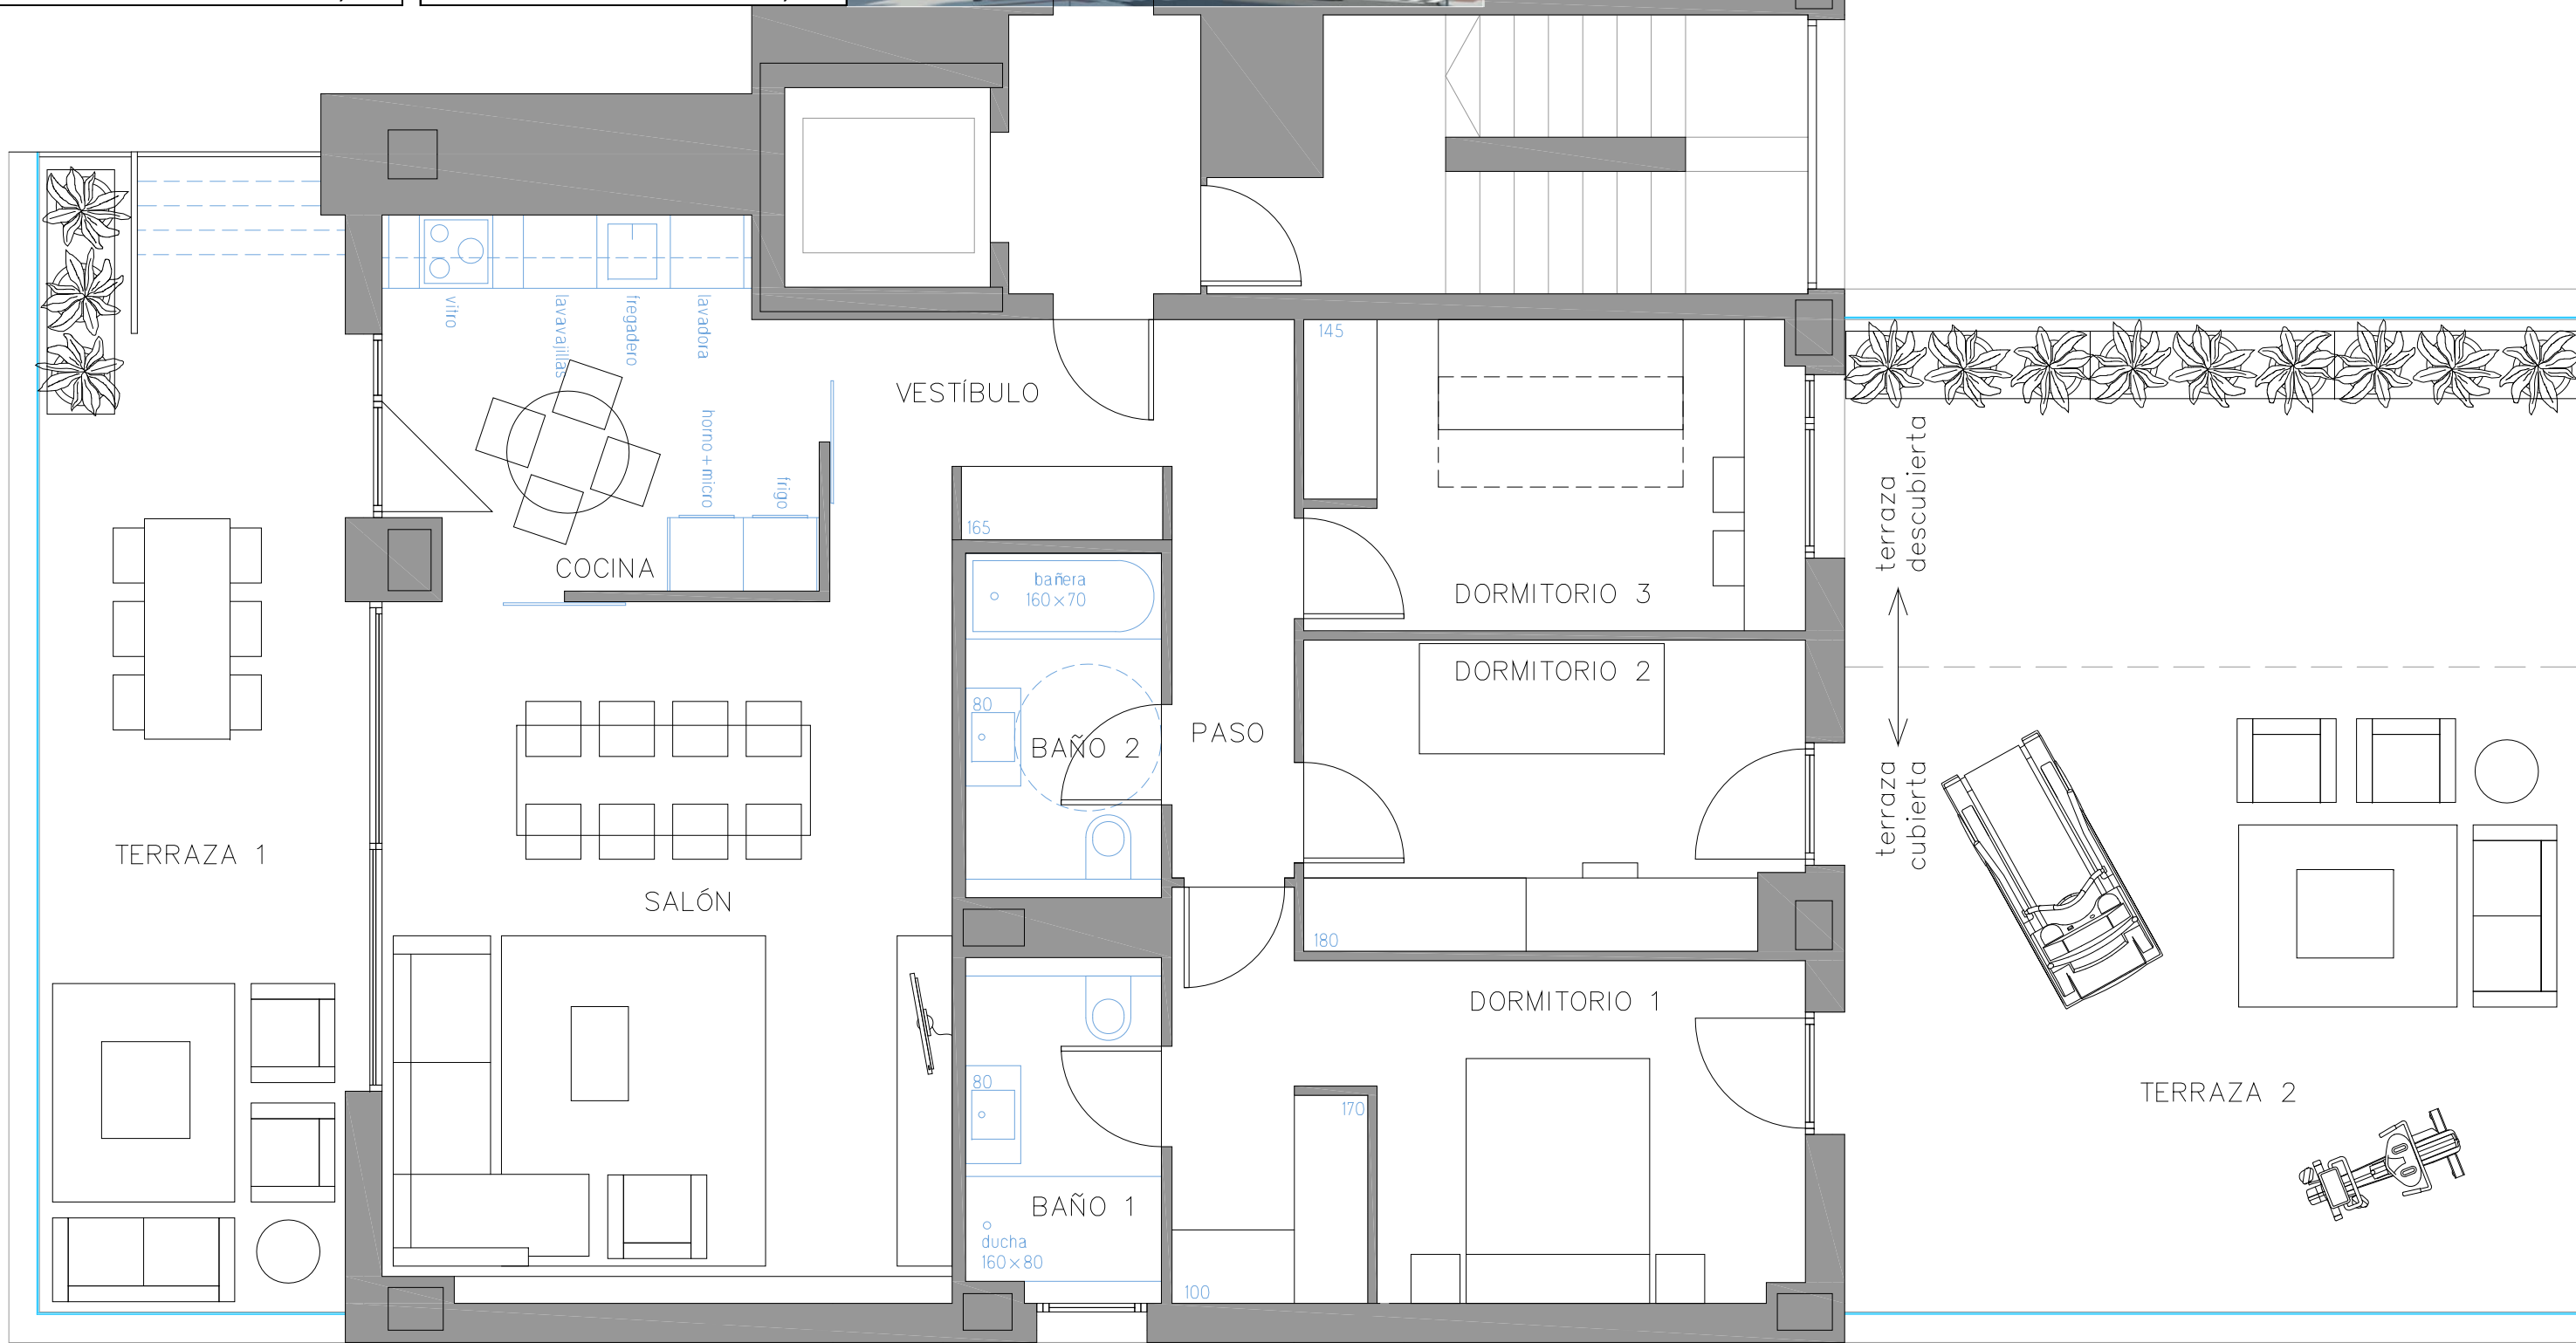 vitro
lavavajillas
fregadero
lavadora
145
VESTÍBULO
horno+micro
frigo
165
COCINA
bañera
160×70
DORMITORIO 3
terraza
descubierta
DORMITORIO 2
80
BAÑO 2
PASO
terraza
cubierta
TERRAZA 1
SALÓN
180
DORMITORIO 1
80
170
TERRAZA 2
BAÑO 1
ducha
160×80
100